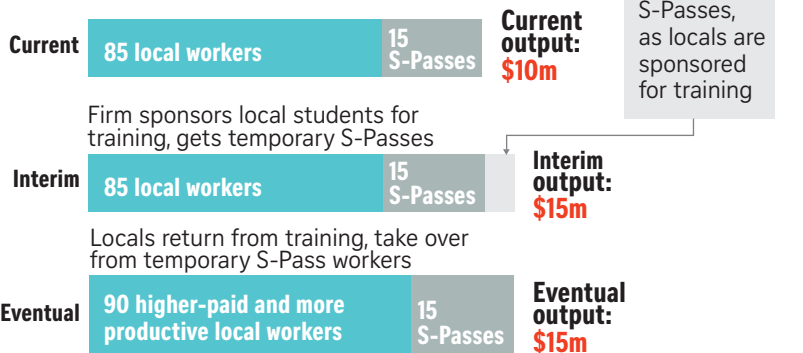 S-Passes,
as locals are
sponsored
for training
Current
85 local workers
15
S-Passes
Current
output:
$10m
Firm sponsors local students for
training, gets temporary S-Passes
Interim
85 local workers
15
S-Passes
Interim
output:
$15m
Locals return from training, take over
from temporary S-Pass workers
Eventual
90 higher-paid and more
productive local workers
15
S-Passes
Eventual
output:
$15m